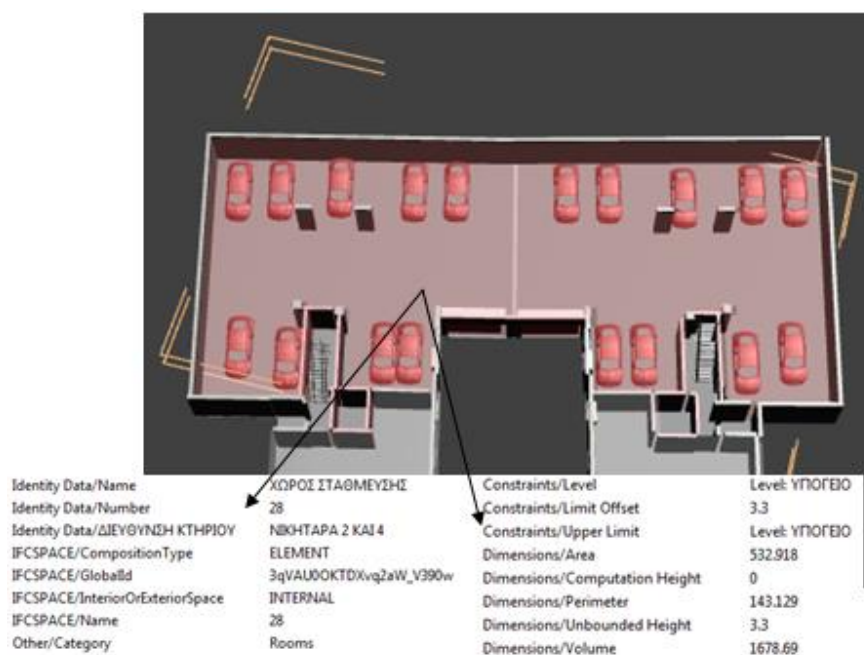 Identity Data/Name ΧΩΡΟΣ ΣΤΑΘΜΕΥΣΗΣ
Identity Data/Number 28
Identity Data/ΔΙΕΥΘΥΝΣΗ ΚΤΗΡΙΟΥ ΝΙΚΗΤΑΡΑ 2 ΚΑΙ 4
IFCSPACE/CompositionType ELEMENT
IFCSPACE/GlobalId 3qVAU0OKTDXvq2aW_V390w
IFCSPACE/InteriorOrExteriorSpace INTERNAL
IFCSPACE/Name 28
Other/Category Rooms
Constraints/Level Level: ΥΠΟΓΕΙΟ
Constraints/Limit Offset 3.3
Constraints/Upper Limit Level: ΥΠΟΓΕΙΟ
Dimensions/Area 532.918
Dimensions/Computation Height 0
Dimensions/Perimeter 143.129
Dimensions/Unbounded Height 3.3
Dimensions/Volume 1678.69